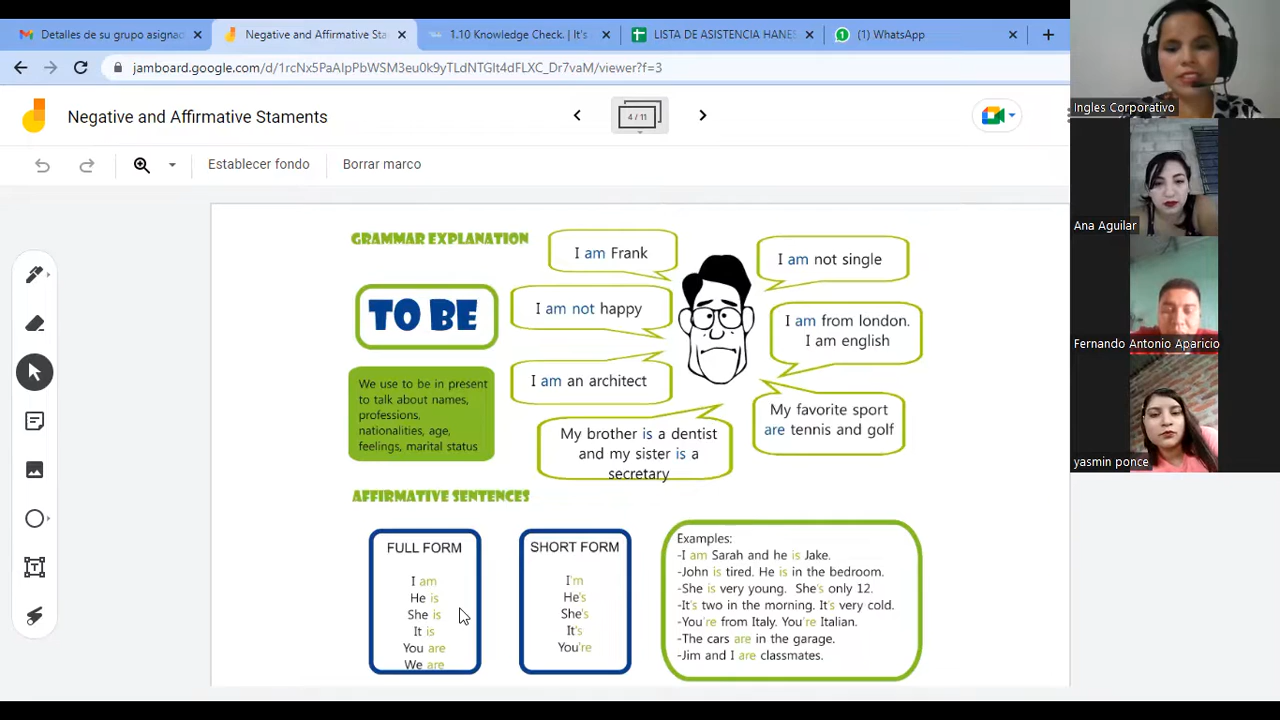 Detalles de su grupo asignac
Negative and Affirmative Sta
1.10 Knowledge Check. | It's
LISTA DE ASISTENCIA HANES
(1) WhatsApp
jamboard.google.com/d/1rcNx5PaAIpPbWSM3eu0k9yTLdNTGIt4dFLXC_Dr7vaM/viewer?f=3
Negative and Affirmative Staments
4 / 11
Establecer fondo
Borrar marco
GRAMMAR EXPLANATION
TO BE
We use to be in present
to talk about names,
professions,
nationalities, age,
feelings, marital status
I am Frank
I am not happy
I am an architect
My brother is a dentist
and my sister is a
secretary
I am not single
I am from london.
I am english
My favorite sport
are tennis and golf
AFFIRMATIVE SENTENCES
FULL FORM
I am
He is
She is
It is
You are
We are
SHORT FORM
I'm
He's
She's
It's
You're
Examples:
-I am Sarah and he is Jake.
-John is tired. He is in the bedroom.
-She is very young. She's only 12.
-It's two in the morning. It's very cold.
-You're from Italy. You're Italian.
-The cars are in the garage.
-Jim and I are classmates.
Ingles Corporativo
Ana Aguilar
Fernando Antonio Aparicio
yasmin ponce